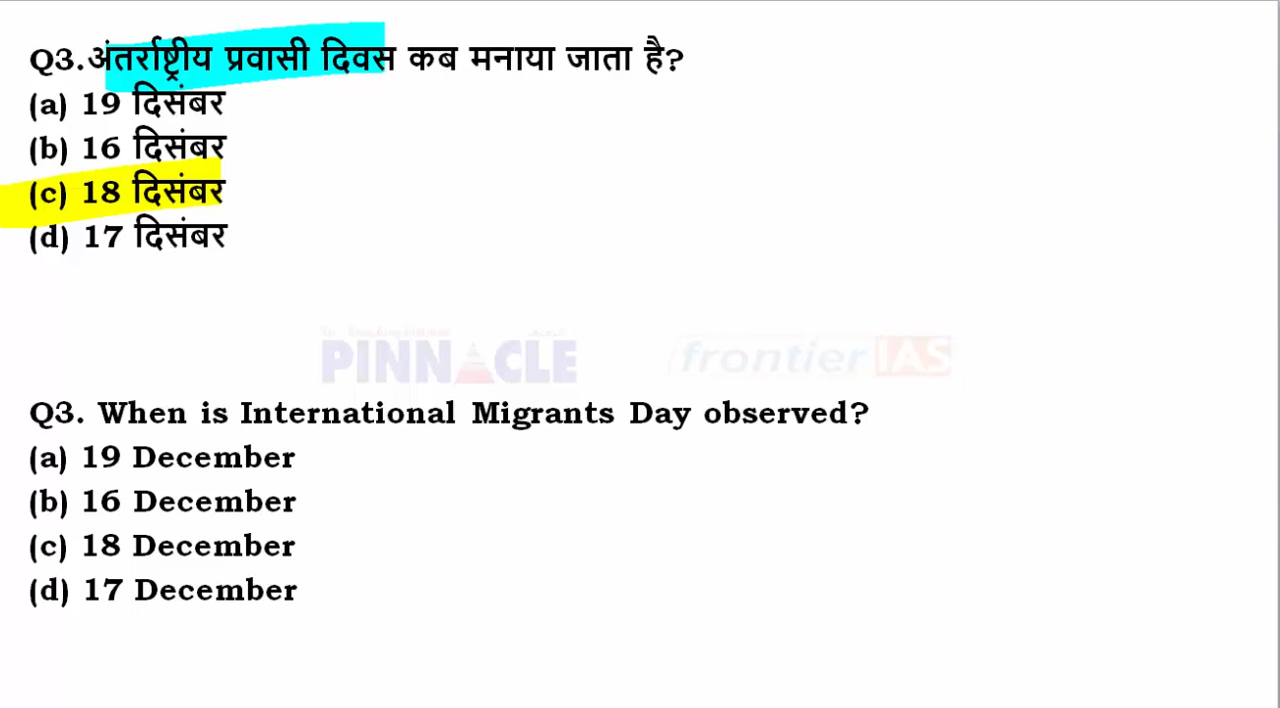 Q3.अंतर्राष्ट्रीय प्रवासी दिवस कब मनाया जाता है?
(a) 19 दिसंबर
(b) 16 दिसंबर
(c) 18 दिसंबर
(d) 17 दिसंबर
PINNACLE
frontier IAS
Q3. When is International Migrants Day observed?
(a) 19 December
(b) 16 December
(c) 18 December
(d) 17 December